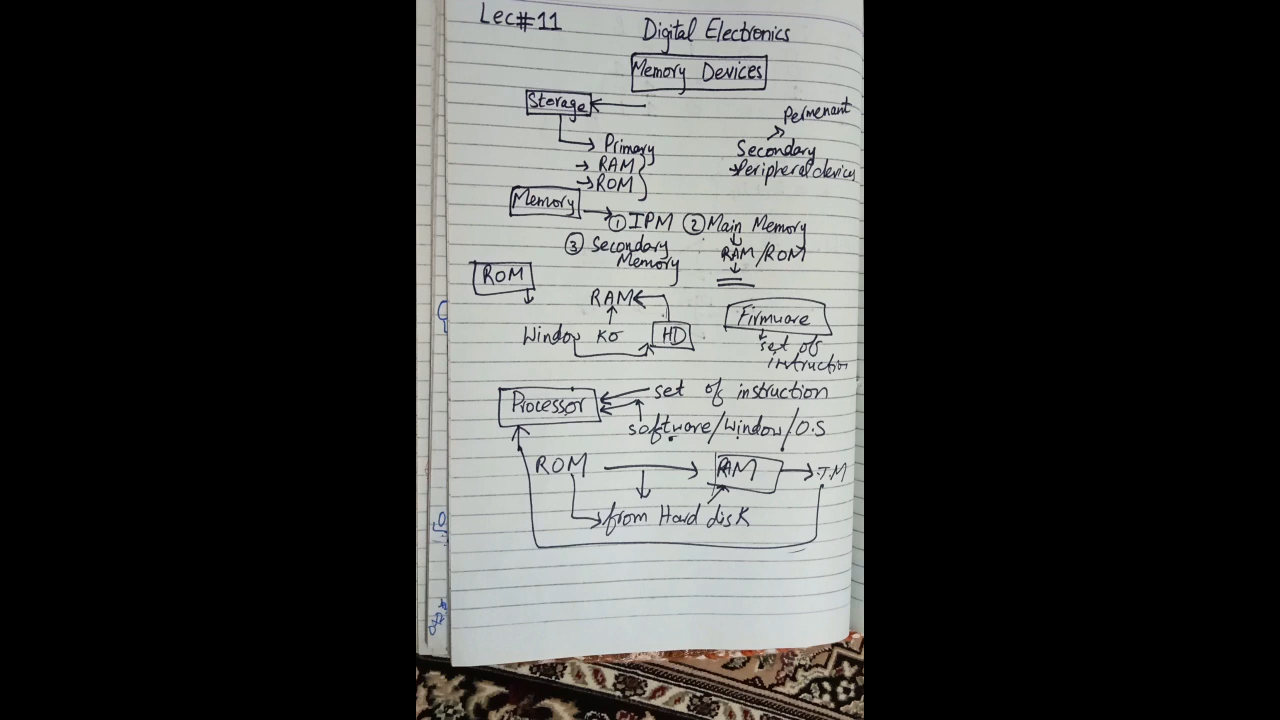 Lec#11
Digital Electronics
Memory Devices
Storage
Permenant
Primary
Secondary
RAM
Peripheral devices
ROM
Memory
① IPM ② Main Memory
③ Secondary
Memory
RAM/ROM
ROM
RAM
Firmware
Window KO HD
set of
instruction
Processor
set of instruction
software/Window/O.S
ROM RAM T.M
from Hard disk